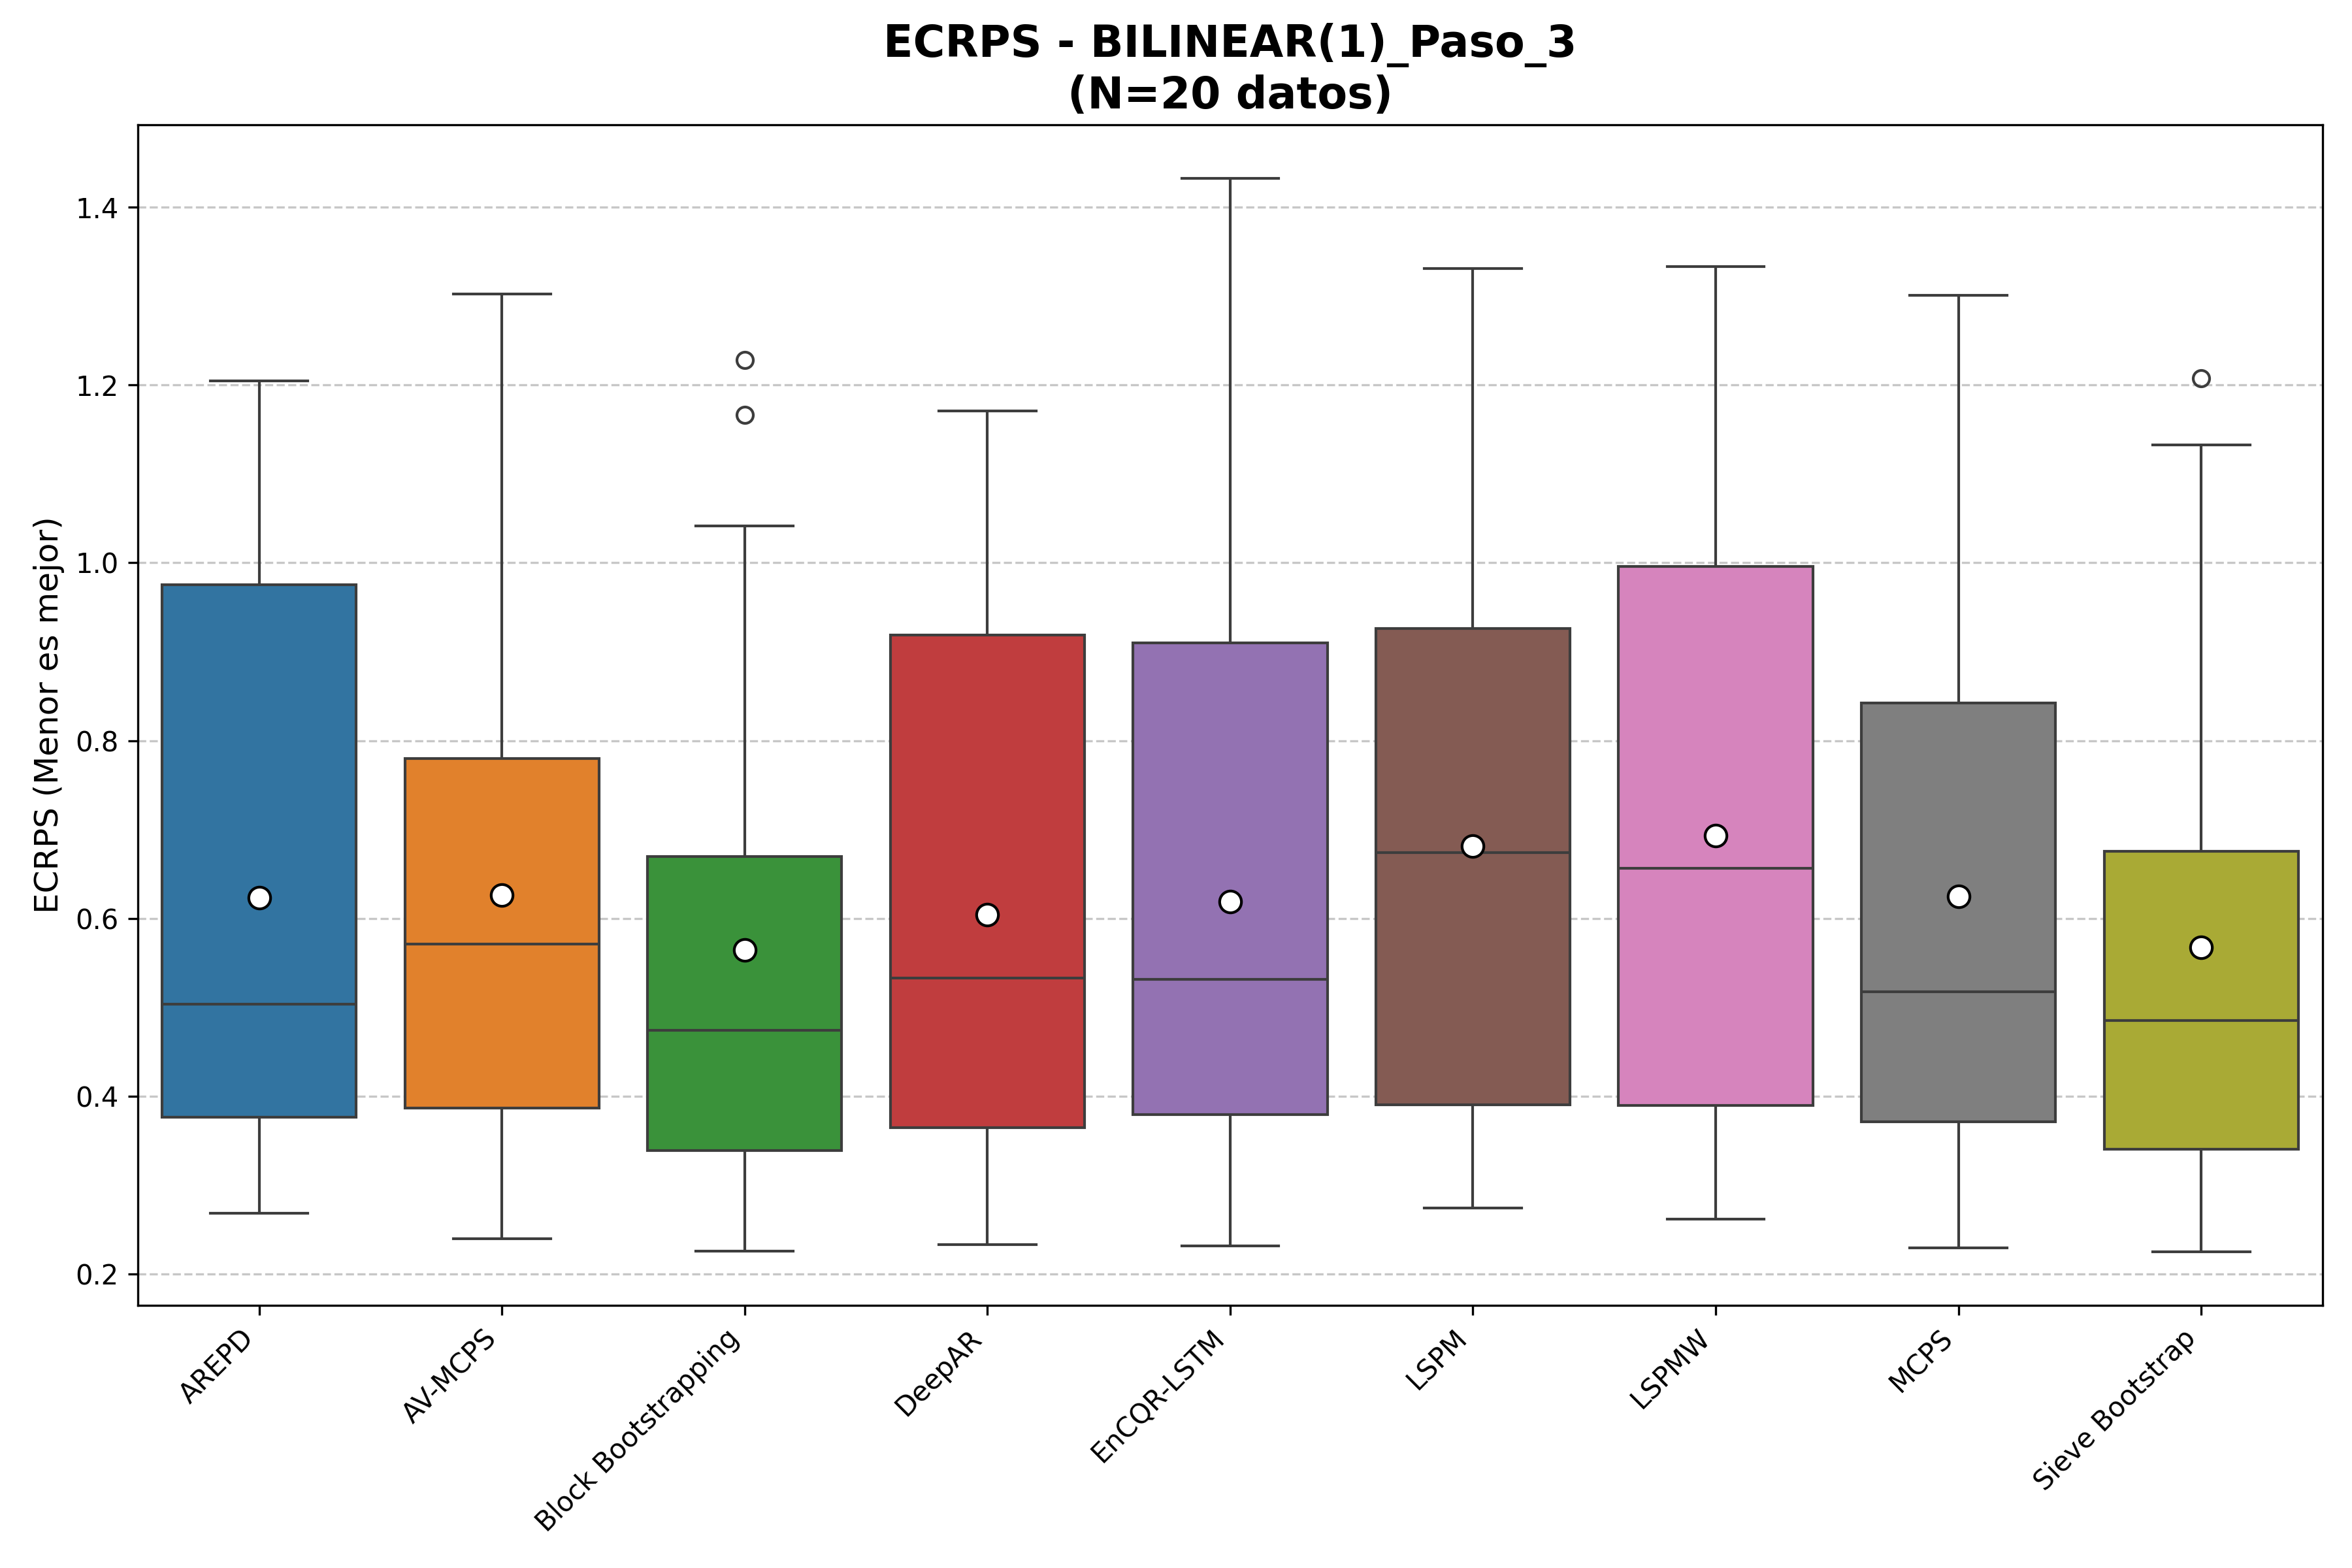 ECRPS - BILINEAR(1)_Paso_3
(N=20 datos)
ECRPS (Menor es mejor)
1.4
1.2
1.0
0.8
0.6
0.4
0.2
AREPD
AV-MCPS
Block Bootstrapping
DeepAR
EnCQR-LSTM
LSPM
LSPMW
MCPS
Sieve Bootstrap